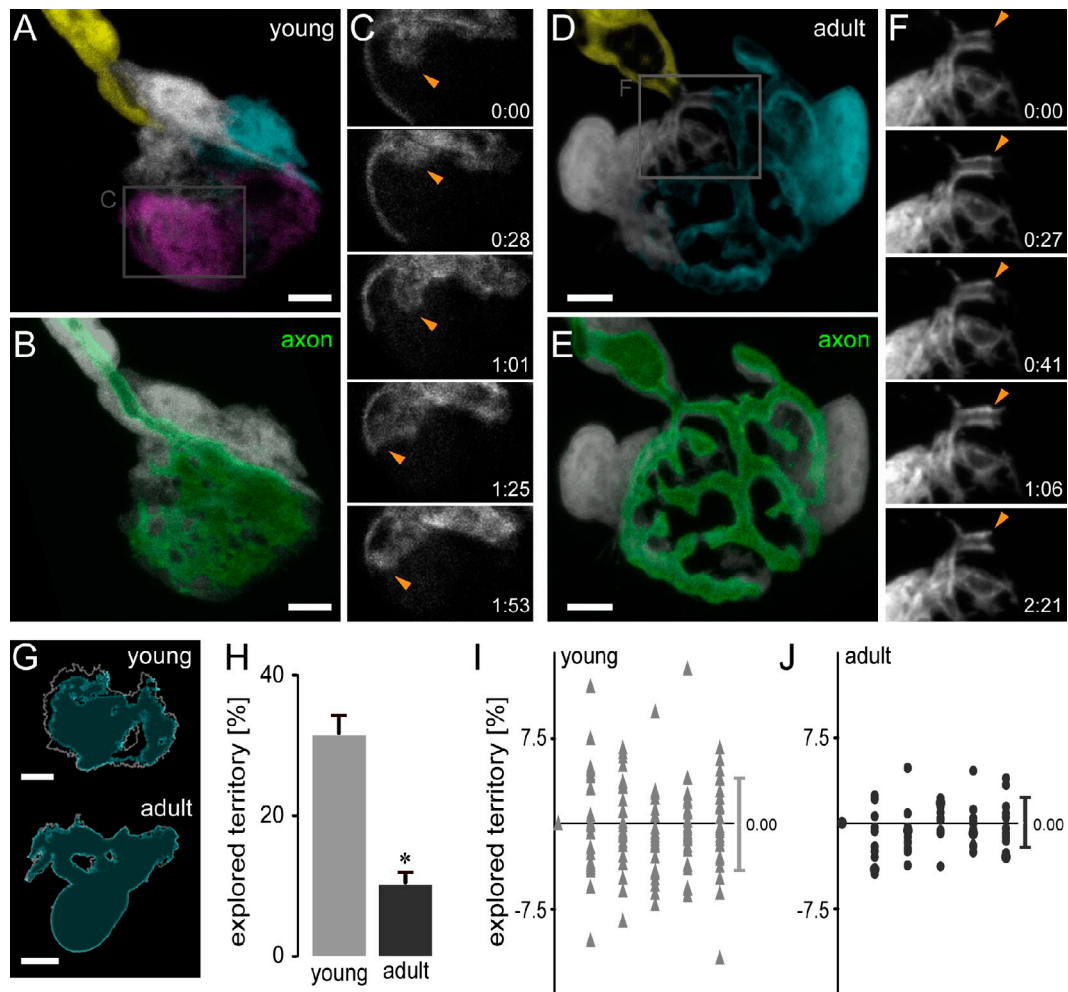 A
young
C
B
axon
C
0:00
0:28
1:01
1:25
1:53
D
adult
F
E
axon
F
0:00
0:27
0:41
1:06
2:21
G
young
adult
H
explored territory [%]
40
20
0
*
young
adult
I
young
explored territory [%]
7.5
-7.5
0.00
J
adult
7.5
-7.5
0.00